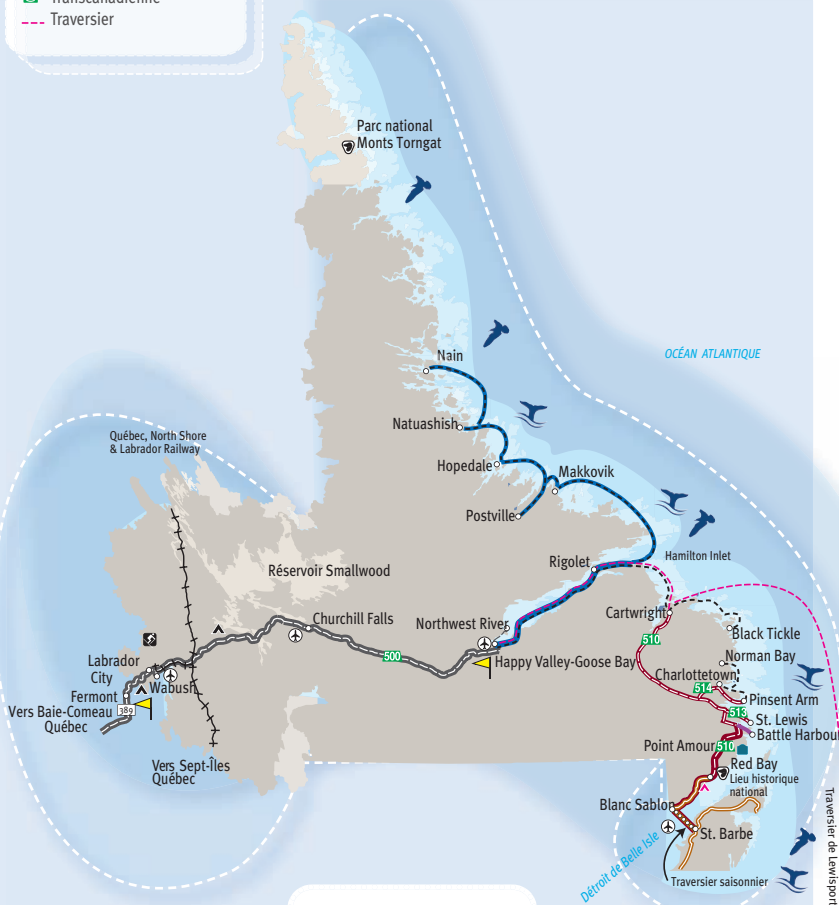 Transcanadienne
Traversier
Parc national
Monts Torngat
OCÉAN ATLANTIQUE
Nain
Natuashish
Hopedale
Makkovik
Postville
Québec, North Shore
& Labrador Railway
Réservoir Smallwood
Rigolet
Hamilton Inlet
Churchill Falls
Northwest River
Cartwright
510
Black Tickle
500
Happy Valley-Goose Bay
Norman Bay
Labrador
City
Wabush
Charlottetown
514
Pinsent Arm
Fermont
389
Vers Baie-Comeau
Québec
513
St. Lewis
Battle Harbour
Point Amour
510
Vers Sept-Îles
Québec
Red Bay
Lieu historique
national
Blanc Sablon
St. Barbe
Détroit de Belle Isle
Traversier saisonnier
Traversier de Lewisport